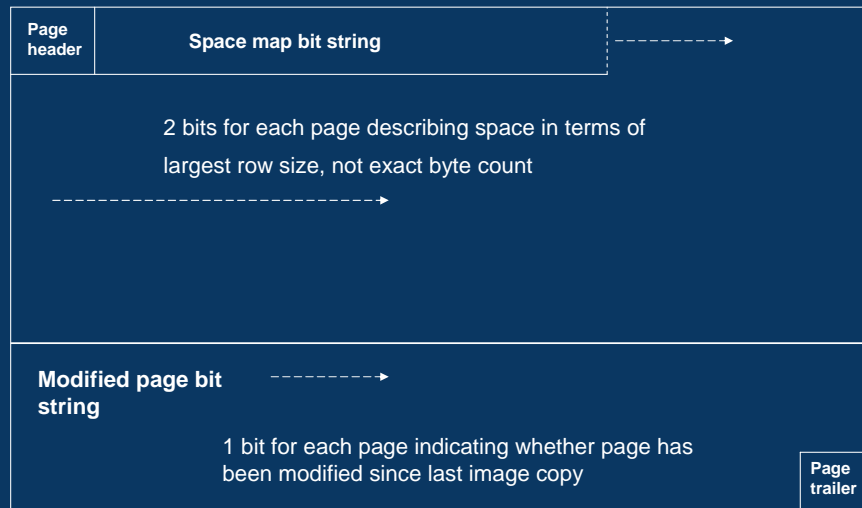 Page
header
Space map bit string
2 bits for each page describing space in terms of
largest row size, not exact byte count
Modified page bit
string
1 bit for each page indicating whether page has
been modified since last image copy
Page
trailer